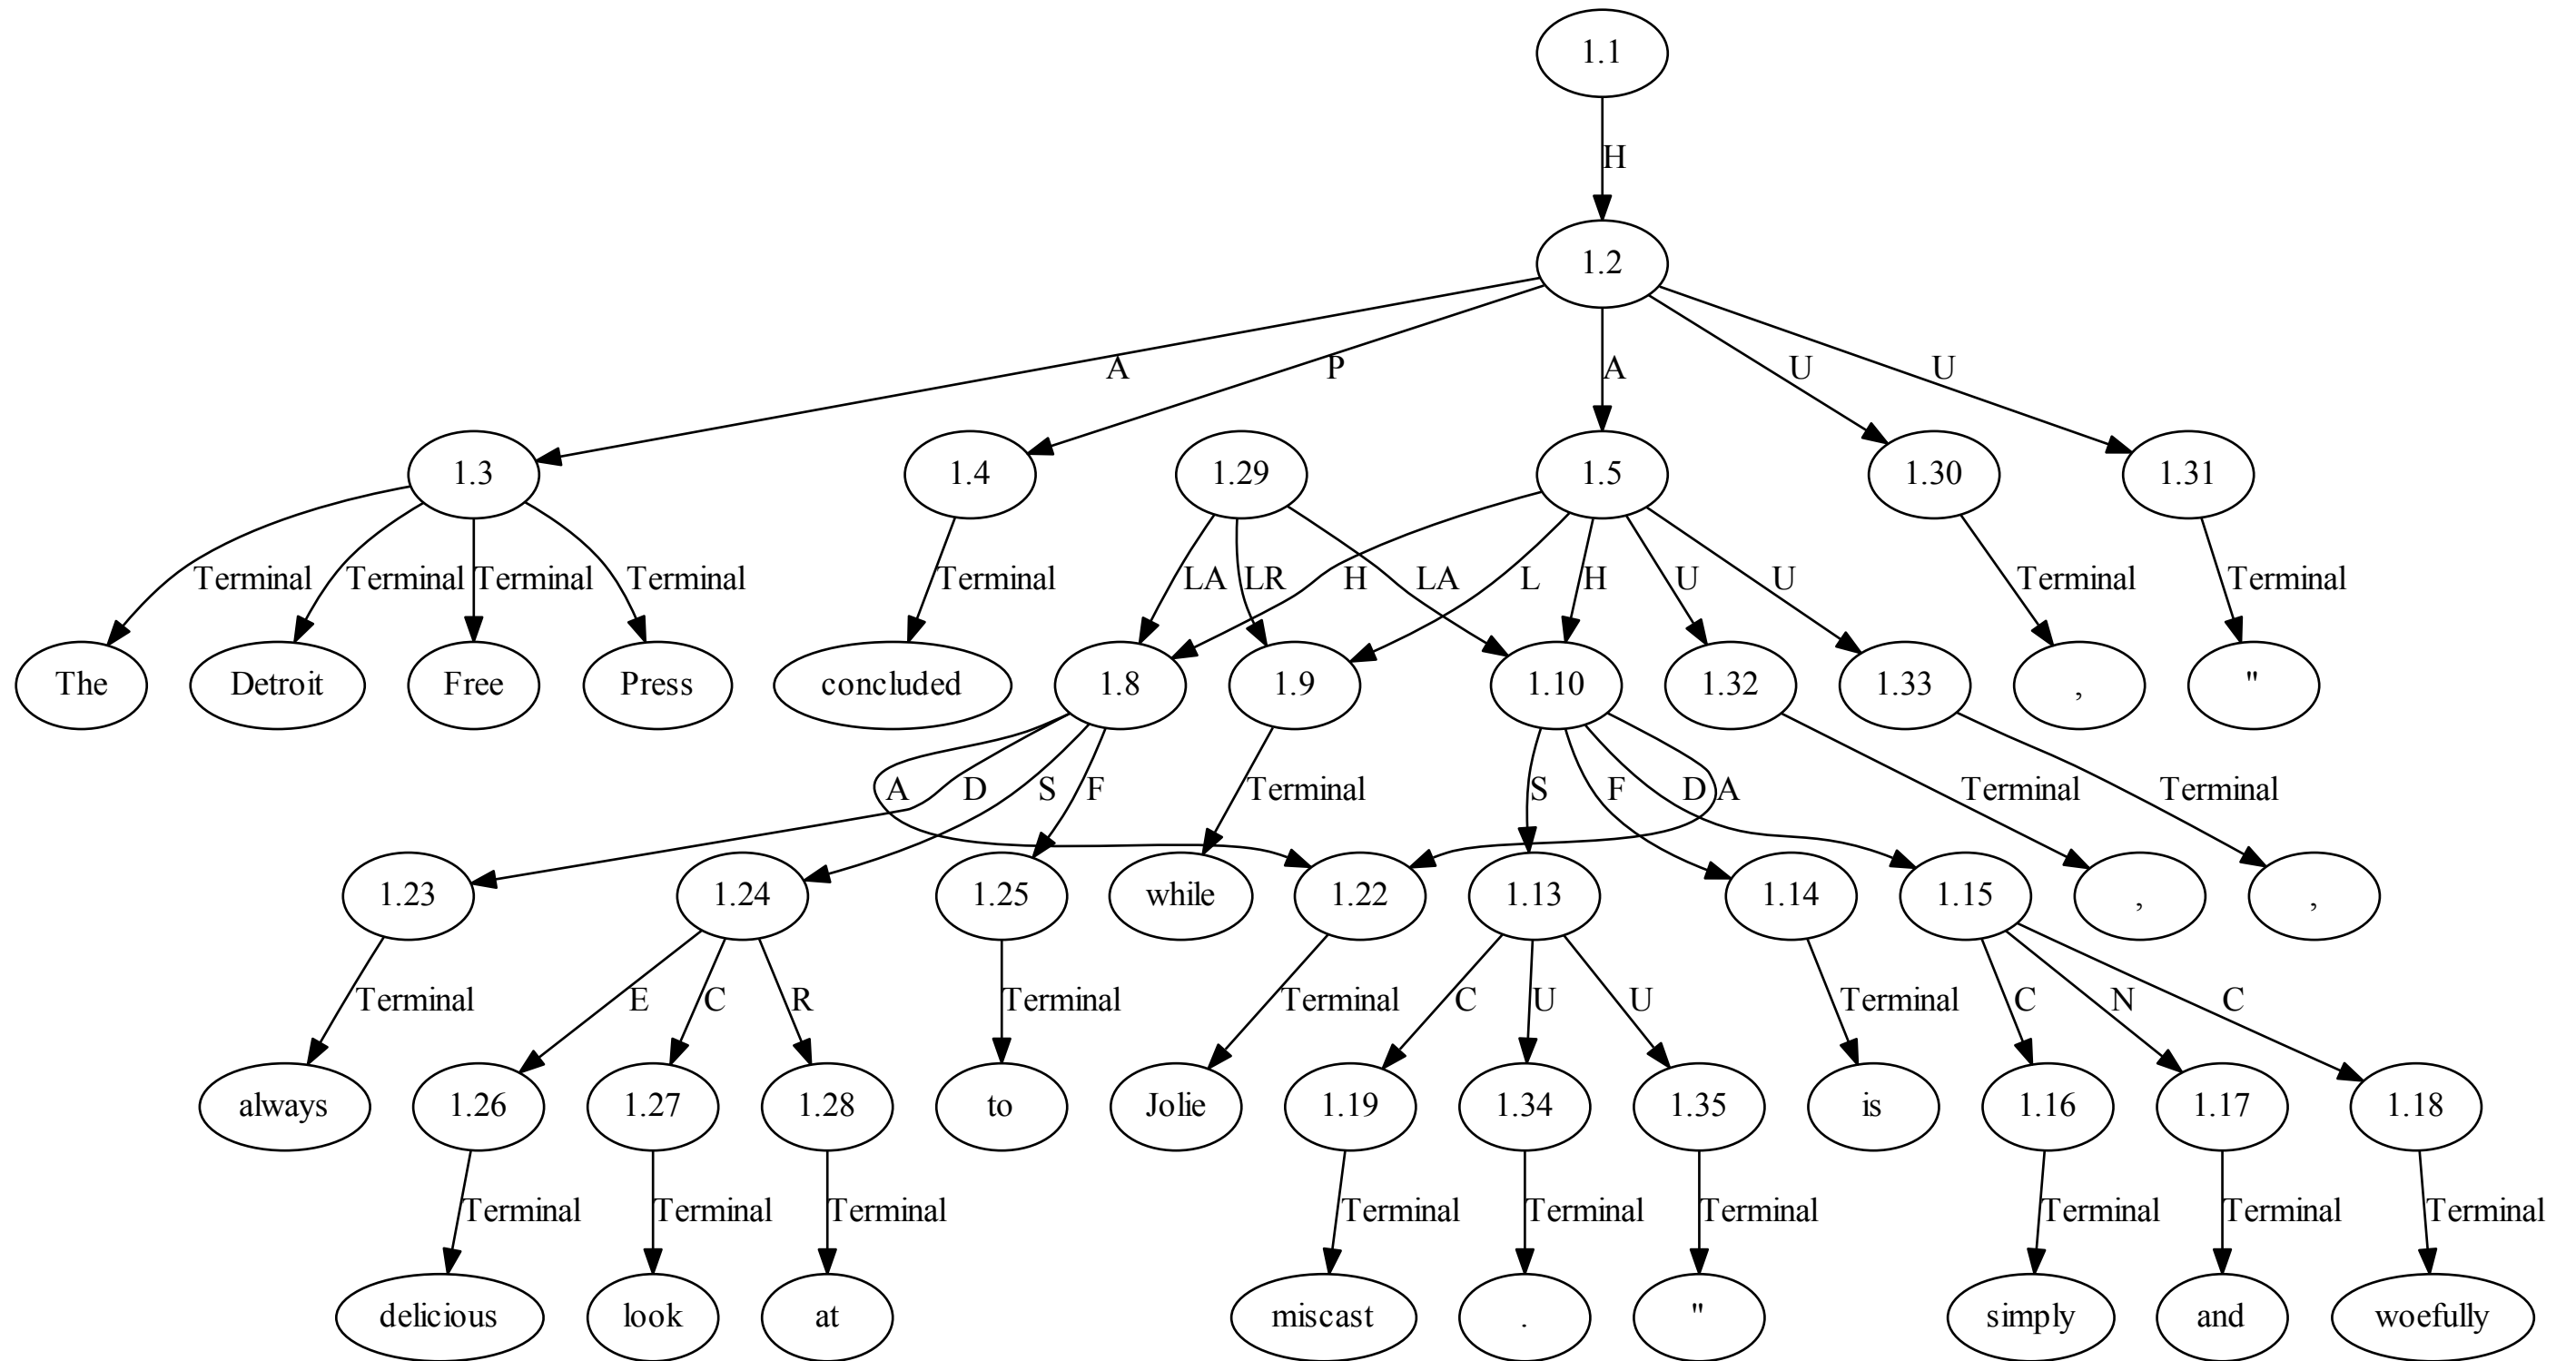 1.1
H
1.2
A P A U U
1.3 1.4 1.29 1.5 1.30 1.31
Terminal Terminal Terminal Terminal Terminal LA LR H LA L H U U Terminal Terminal
The Detroit Free Press concluded 1.8 1.9 1.10 1.32 1.33 , "
A D S F Terminal S F D A Terminal Terminal
1.23 1.24 1.25 while 1.22 1.13 1.14 1.15 , ,
Terminal E C R Terminal Terminal C U U Terminal C N C
always 1.26 1.27 1.28 to Jolie 1.19 1.34 1.35 is 1.16 1.17 1.18
Terminal Terminal Terminal Terminal Terminal Terminal Terminal Terminal Terminal
delicious look at miscast . " simply and woefully